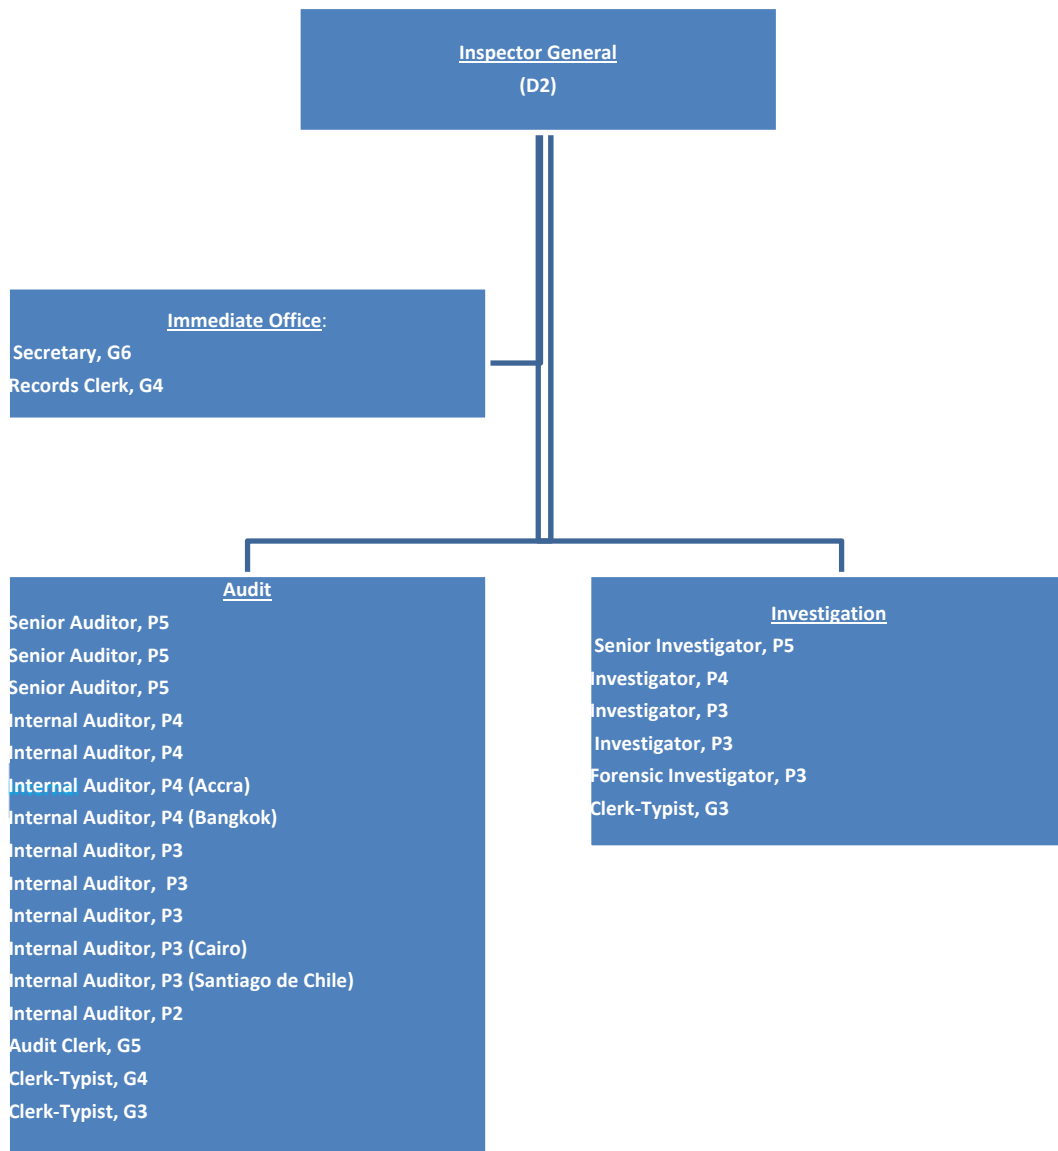 Inspector General
(D2)
Immediate Office:
Secretary, G6
Records Clerk, G4
Audit
Senior Auditor, P5
Senior Auditor, P5
Senior Auditor, P5
Internal Auditor, P4
Internal Auditor, P4
Internal Auditor, P4 (Accra)
Internal Auditor, P4 (Bangkok)
Internal Auditor, P3
Internal Auditor, P3
Internal Auditor, P3
Internal Auditor, P3 (Cairo)
Internal Auditor, P3 (Santiago de Chile)
Internal Auditor, P2
Audit Clerk, G5
Clerk-Typist, G4
Clerk-Typist, G3
Investigation
Senior Investigator, P5
Investigator, P4
Investigator, P3
Investigator, P3
Forensic Investigator, P3
Clerk-Typist, G3